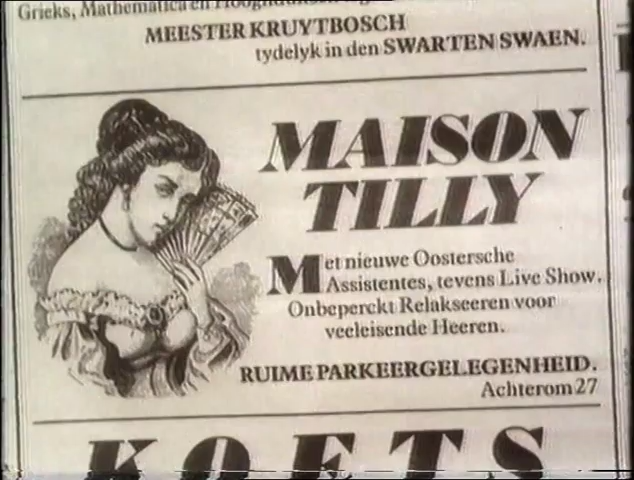 Grieks, Mathematica en
MEESTER KRUYTBOSCH
tydelyk in den SWARTEN SWAEN.
MAISON
TILLY
Met nieuwe Oostersche
Assistentes, tevens Live Show.
Onbeperckt Relakseeren voor
veeleisende Heeren.
RUIME PARKEERGELEGENHEID.
Achterom 27
KOETS